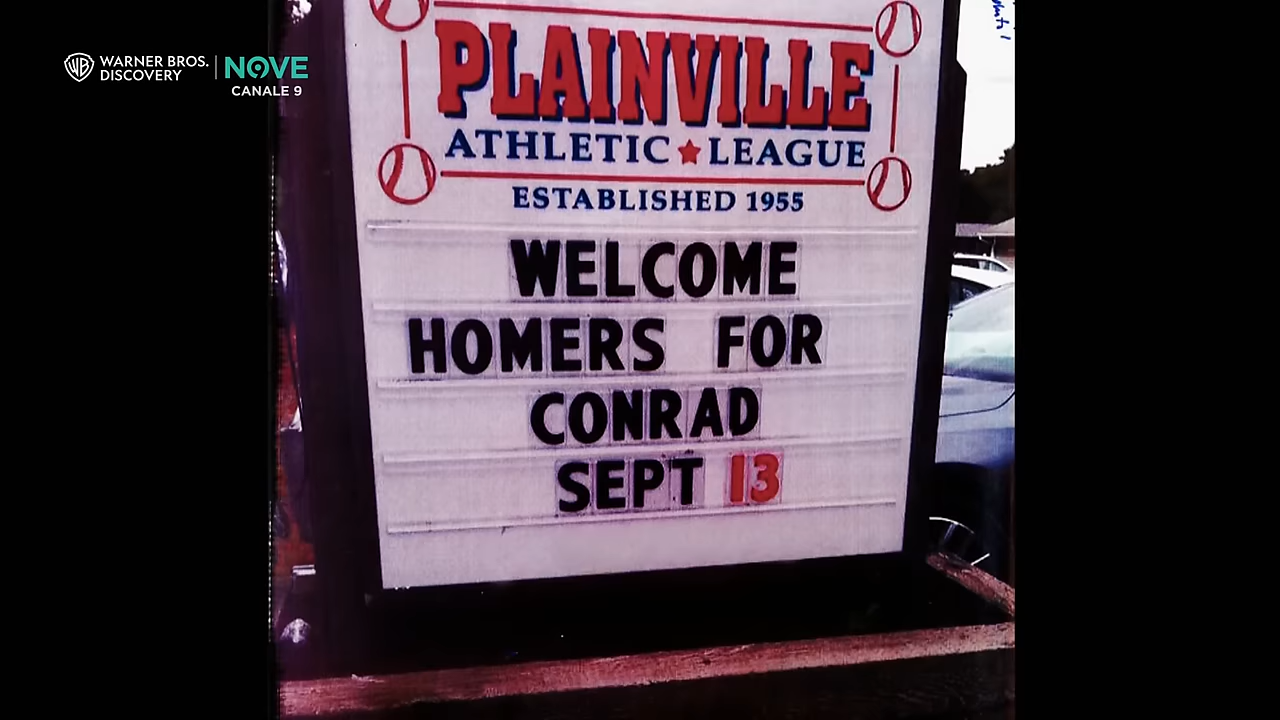 WARNER BROS.
DISCOVERY
NOVE
CANALE 9
PLAINVILLE
ATHLETIC LEAGUE
ESTABLISHED 1955
WELCOME
HOMERS FOR
CONRAD
SEPT 13